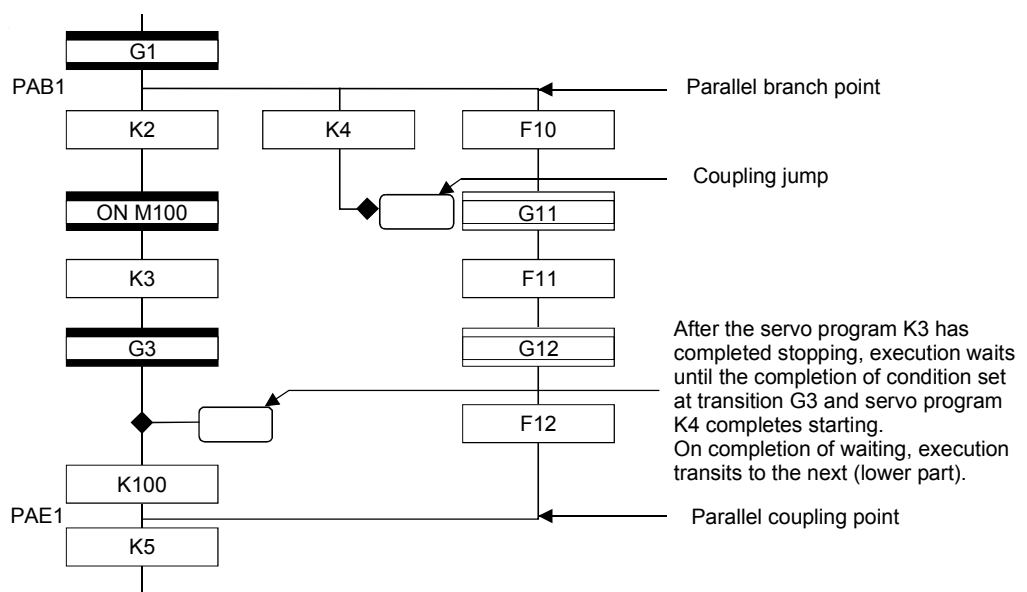 G1
PAB1
Parallel branch point
K2
K4
F10
Coupling jump
ON M100
G11
K3
F11
G3
G12
After the servo program K3 has
completed stopping, execution waits
until the completion of condition set
at transition G3 and servo program
K4 completes starting.
On completion of waiting, execution
transits to the next (lower part).
F12
K100
PAE1
Parallel coupling point
K5